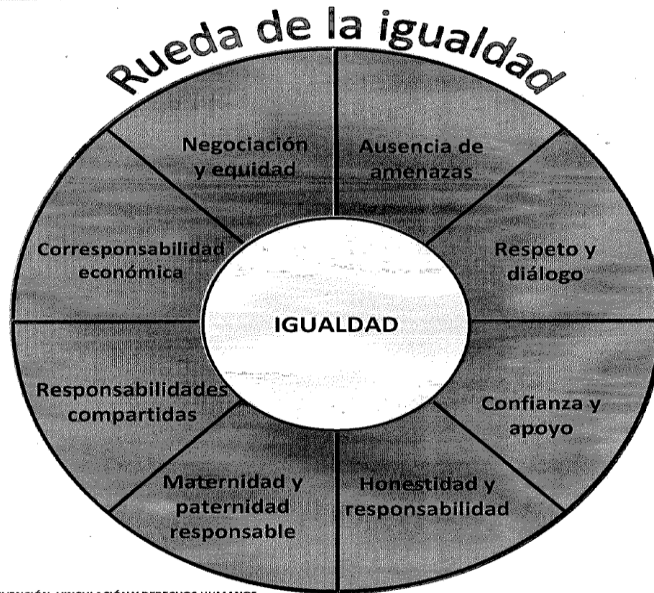 Rueda de la igualdad
Negociación
y equidad
Ausencia de
amenazas
Respeto y
diálogo
Confianza y
apoyo
Honestidad y
responsabilidad
Maternidad y
paternidad
responsable
Responsabilidades
compartidas
Corresponsabilidad
económica
IGUALDAD